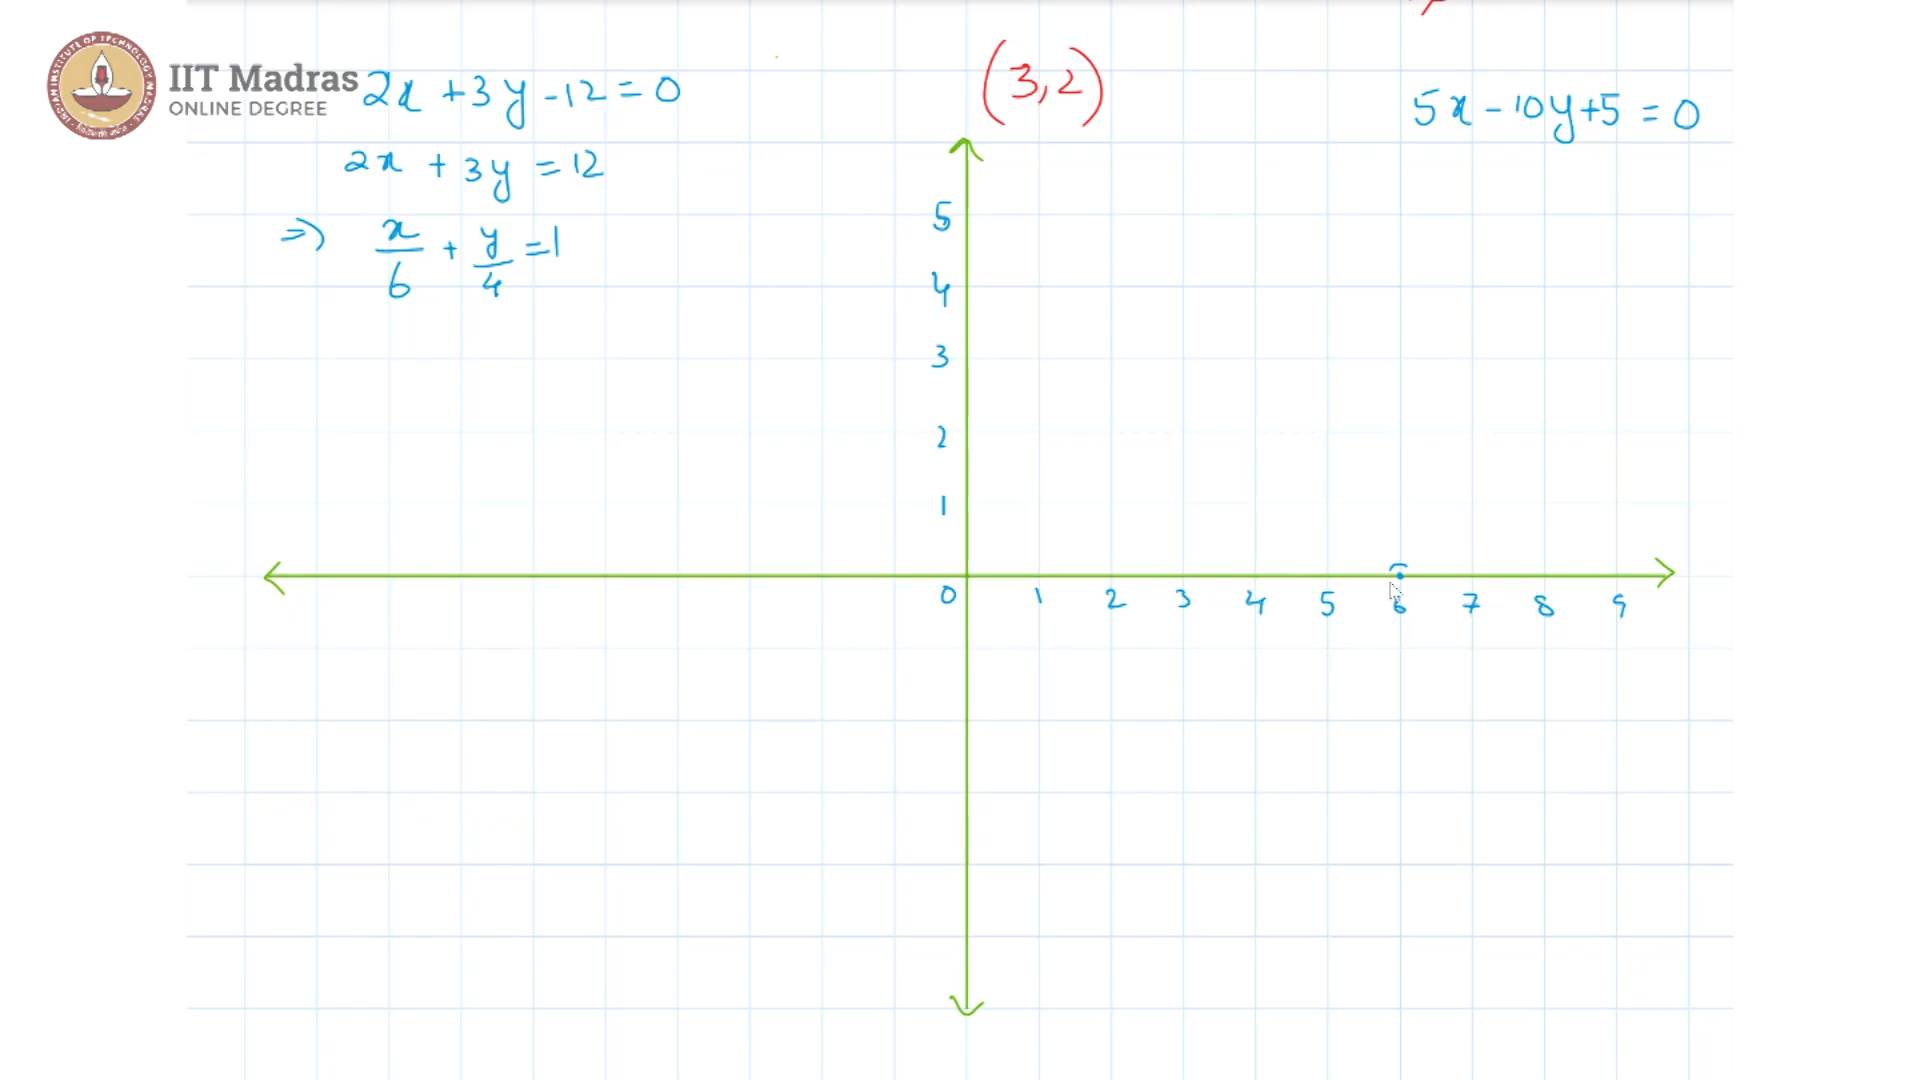 IIT Madras
ONLINE DEGREE
2x + 3y - 12 = 0
2x + 3y = 12
⇒ x/6 + y/4 = 1
(3,2)
5x - 10y + 5 = 0
5
4
3
2
1
0 1 2 3 4 5 6 7 8 9